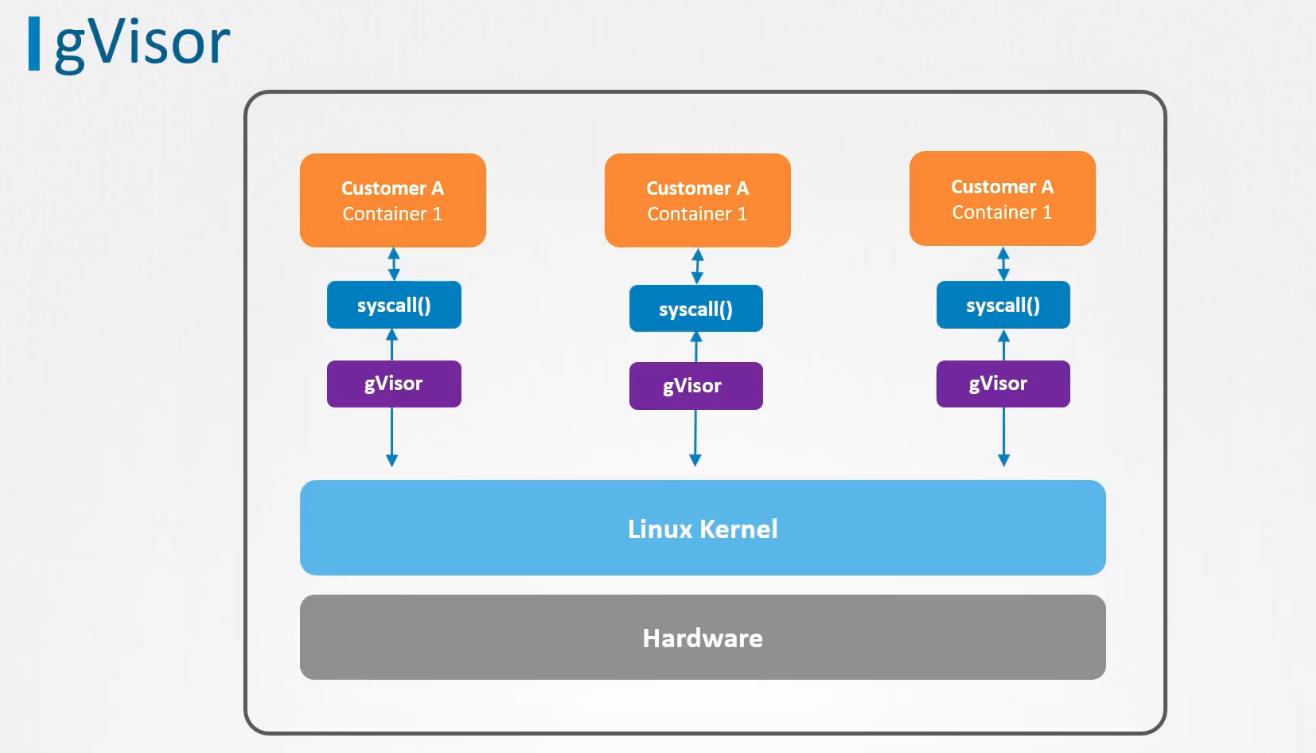 gVisor
Customer A
Container 1
Customer A
Container 1
Customer A
Container 1
syscall()
syscall()
syscall()
gVisor
gVisor
gVisor
Linux Kernel
Hardware